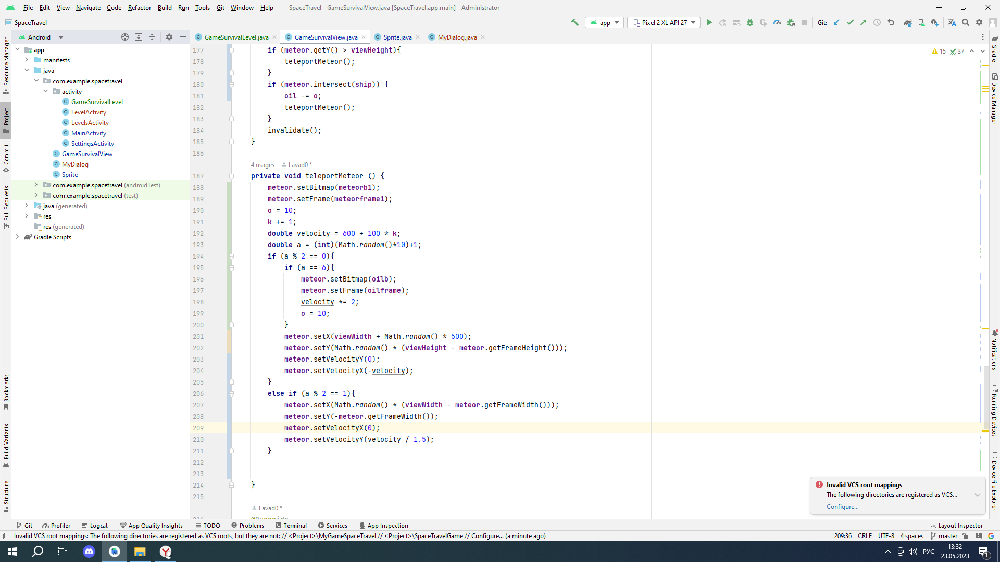 File Edit View Navigate Code Refactor Build Run Tools Git Window Help SpaceTravel - GameSurvivalView.java [SpaceTravel.app.main] - Administrator
SpaceTravel app Pixel 2 XL API 27 Git:
Android GameSurvivalLevel.java GameSurvivalView.java Sprite.java MyDialog.java
Resource Manager
Project
Commit
Pull Requests
Bookmarks
Build Variants
Structure
app
manifests
java
com.example.spacetravel
activity
GameSurvivalLevel
LevelActivity
LevelsActivity
MainActivity
SettingsActivity
GameSurvivalView
MyDialog
Sprite
com.example.spacetravel (androidTest)
com.example.spacetravel (test)
java (generated)
res
res (generated)
Gradle Scripts
15 37
177 if (meteor.getY() > viewHeight){
178 teleportMeteor();
179 }
180 if (meteor.intersect(ship)) {
181 oil -= o;
182 teleportMeteor();
183 }
184 invalidate();
185 }
186
4 usages Lavad0 *
187 private void teleportMeteor () {
188 meteor.setBitmap(meteorb1);
189 meteor.setFrame(meteorframe1);
190 o = 10;
191 k += 1;
192 double velocity = 600 + 100 * k;
193 double a = (int)(Math.random()*10)+1;
194 if (a % 2 == 0){
195 if (a == 6){
196 meteor.setBitmap(oilb);
197 meteor.setFrame(oilframe);
198 velocity *= 2;
199 o = 10;
200 }
201 meteor.setX(viewWidth + Math.random() * 500);
202 meteor.setY(Math.random() * (viewHeight - meteor.getFrameHeight()));
203 meteor.setVelocityY(0);
204 meteor.setVelocityX(-velocity);
205 }
206 else if (a % 2 == 1){
207 meteor.setX(Math.random() * (viewWidth - meteor.getFrameWidth()));
208 meteor.setY(-meteor.getFrameWidth());
209 meteor.setVelocityX(0);
210 meteor.setVelocityY(velocity / 1.5);
211 }
212
213
214 }
215
Lavad0 *
216 @Override
Gradle
Device Manager
Notifications
Running Devices
Device File Explorer
Invalid VCS root mappings
The following directories are registered as VCS...
Configure...
Git Profiler Logcat App Quality Insights TODO Problems Terminal Services App Inspection Layout Inspector
Invalid VCS root mappings: The following directories are registered as VCS roots, but they are not: // <Project>\MyGameSpaceTravel // <Project>\SpaceTravelGame // Configure... (a minute ago) 209:36 CRLF UTF-8 4 spaces master
РУС 13:32
23.05.2023
1